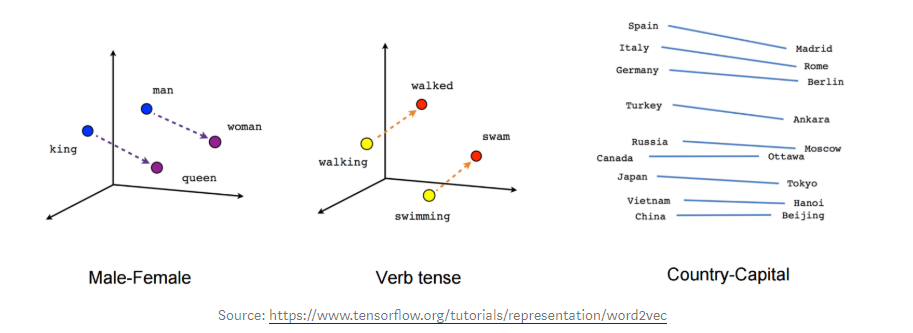 man
woman
king
queen
Male-Female
walked
swam
walking
swimming
Verb tense
Spain
Madrid
Italy
Rome
Germany
Berlin
Turkey
Ankara
Russia
Moscow
Canada
Ottawa
Japan
Tokyo
Vietnam
Hanoi
China
Beijing
Country-Capital
Source: https://www.tensorflow.org/tutorials/representation/word2vec